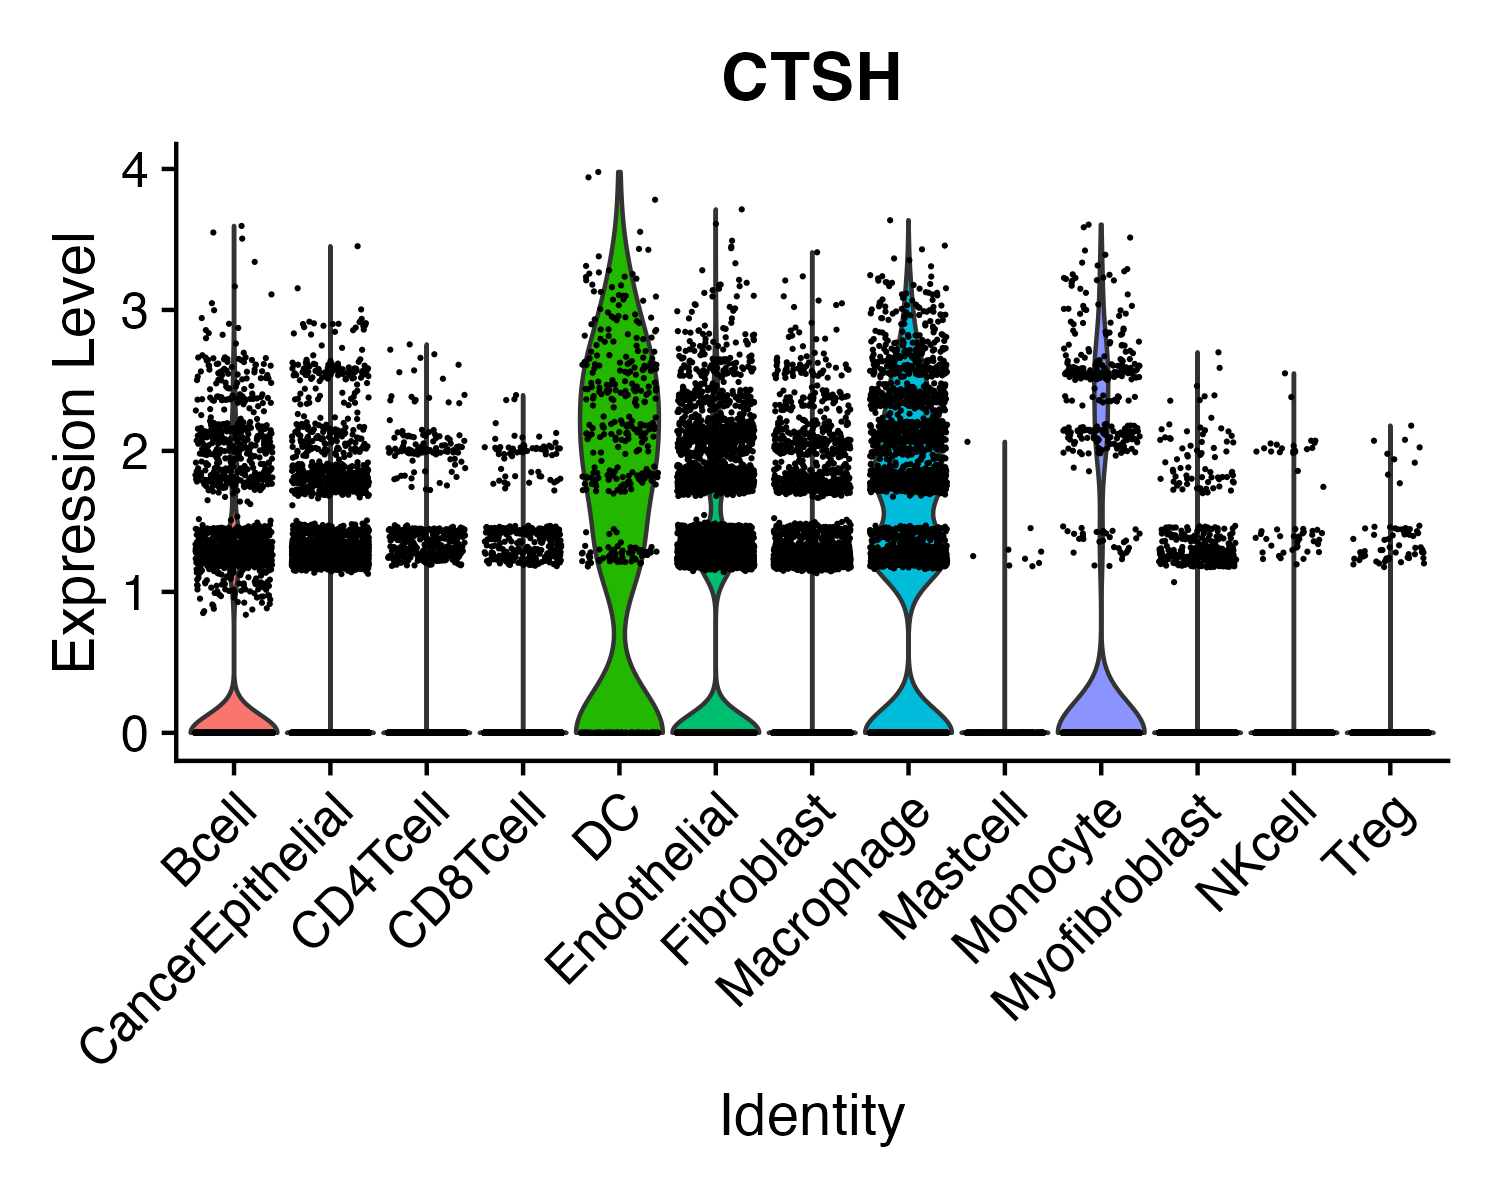 CTSH
Expression Level
4
3
2
1
0
Bcell
CancerEpithelial
CD4Tcell
CD8Tcell
DC
Endothelial
Fibroblast
Macrophage
Mastcell
Monocyte
Myofibroblast
NKcell
Treg
Identity